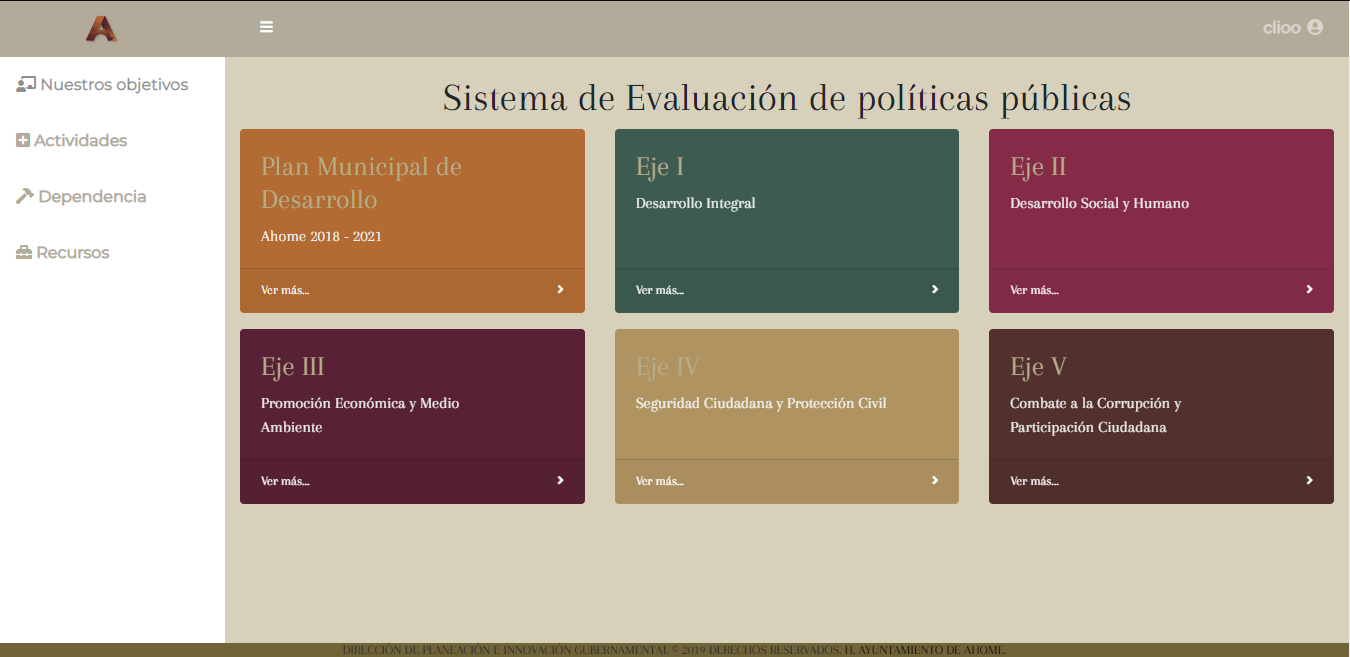 clioo
Nuestros objetivos
Actividades
Dependencia
Recursos
Sistema de Evaluación de políticas públicas
Plan Municipal de
Desarrollo
Ahome 2018 - 2021
Ver más...
Eje I
Desarrollo Integral
Ver más...
Eje II
Desarrollo Social y Humano
Ver más...
Eje III
Promoción Económica y Medio
Ambiente
Ver más...
Eje IV
Seguridad Ciudadana y Protección Civil
Ver más...
Eje V
Combate a la Corrupción y
Participación Ciudadana
Ver más...
DIRECCIÓN DE PLANEACIÓN E INNOVACIÓN GUBERNAMENTAL © 2019 DERECHOS RESERVADOS. H. AYUNTAMIENTO DE AHOME.